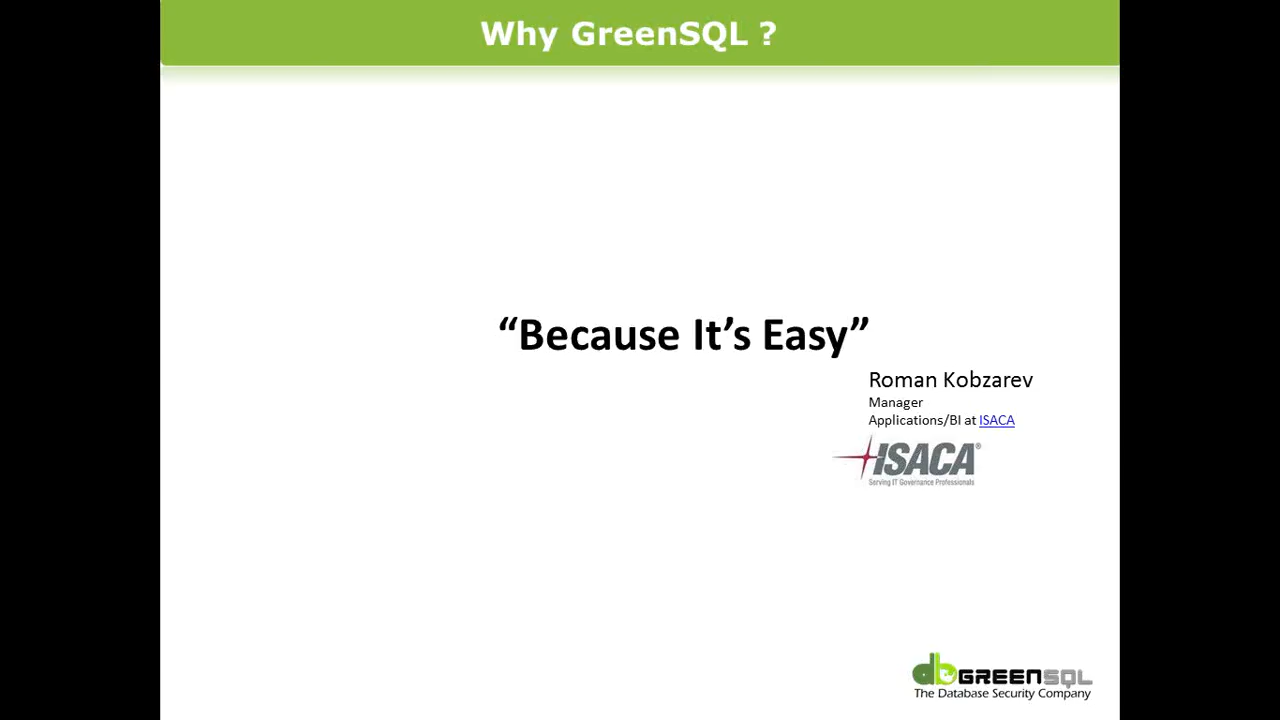 Why GreenSQL ?
“Because It’s Easy”
Roman Kobzarev
Manager
Applications/BI at ISACA
ISACA®
Serving IT Governance Professionals
db GREENSQL
The Database Security Company